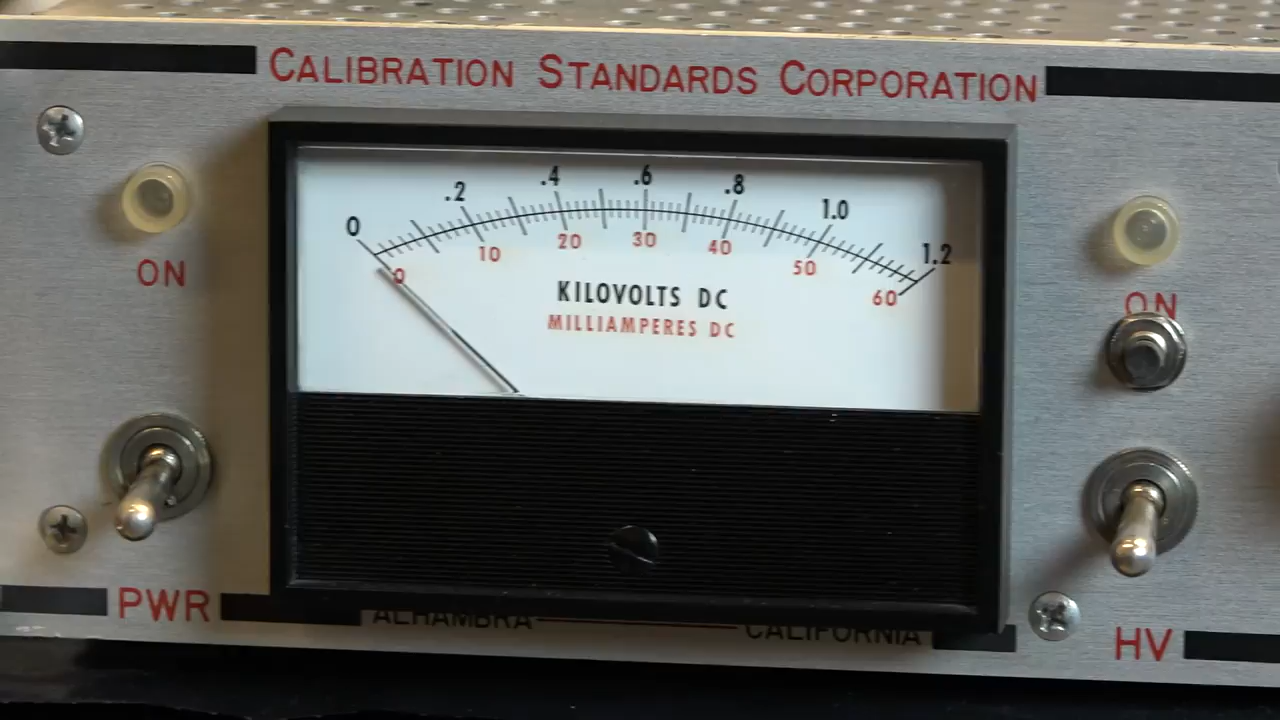 CALIBRATION STANDARDS CORPORATION
0 .2 .4 .6 .8 1.0 1.2
0 10 20 30 40 50 60
KILOVOLTS DC
MILLIAMPERES DC
ON
ON
PWR
ALHAMBRA CALIFORNIA
HV